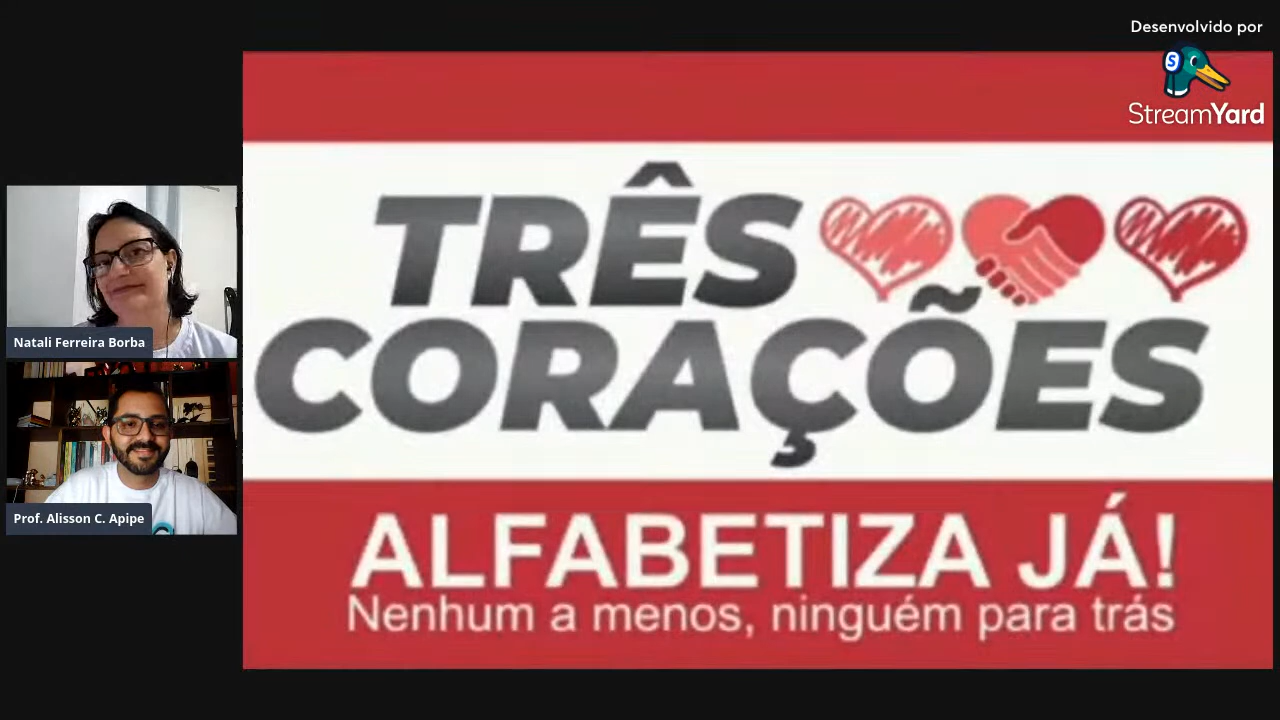 Desenvolvido por
StreamYard
TRÊS
CORAÇÕES
ALFABETIZA JÁ!
Nenhum a menos, ninguém para trás
Natali Ferreira Borba
Prof. Alisson C. Apipe